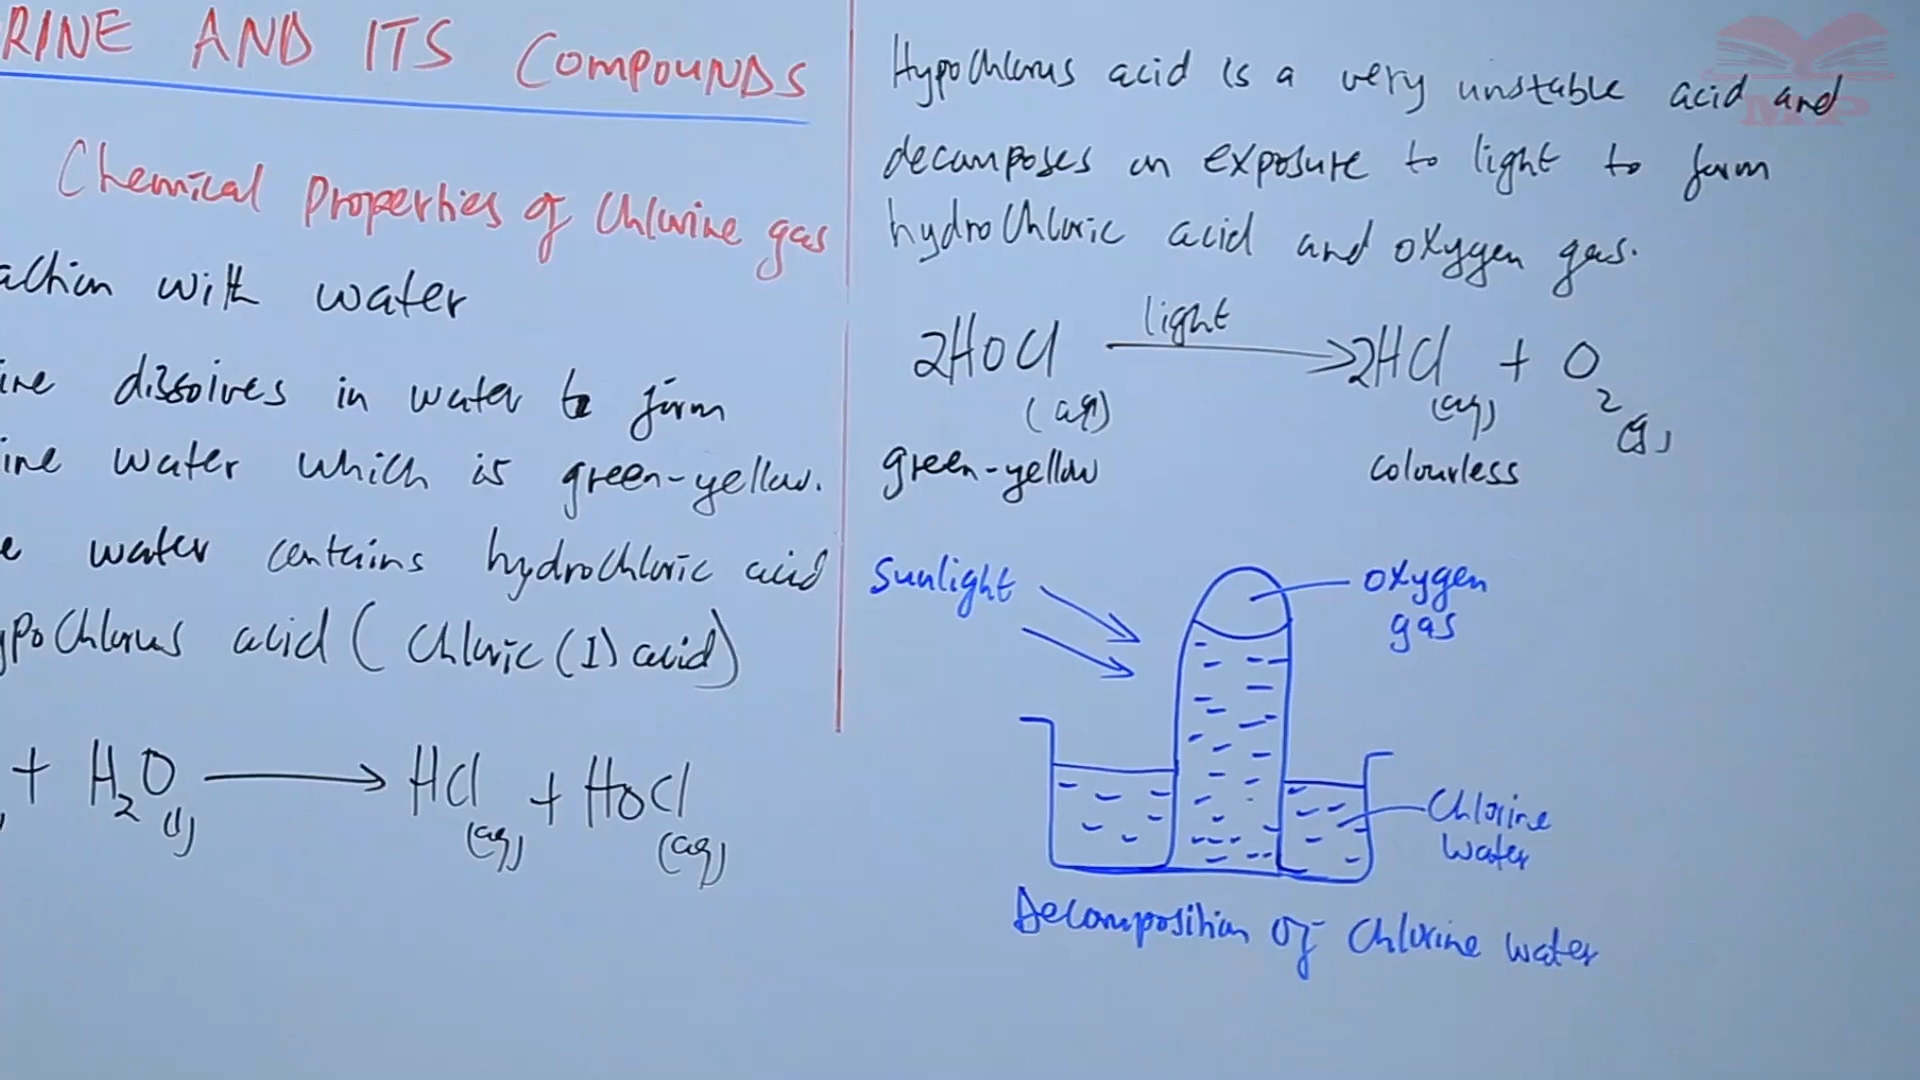 RINE AND ITS COMPOUNDS
Chemical Properties of Chlorine gas
action with water
ine dissolves in water to form
ine water which is green-yellow.
e water contains hydrochloric acid
ypochlorus acid (Chloric (I) acid)
+ H2O(l) → HCl(aq) + HOCl(aq)
Hypochlorus acid is a very unstable acid and
decomposes on exposure to light to form
hydrochloric acid and oxygen gas.
light
2HOCl(aq) → 2HCl(aq) + O2(g)
green-yellow colourless
Sunlight
oxygen
gas
Chlorine
water
Decomposition of Chlorine water
MP